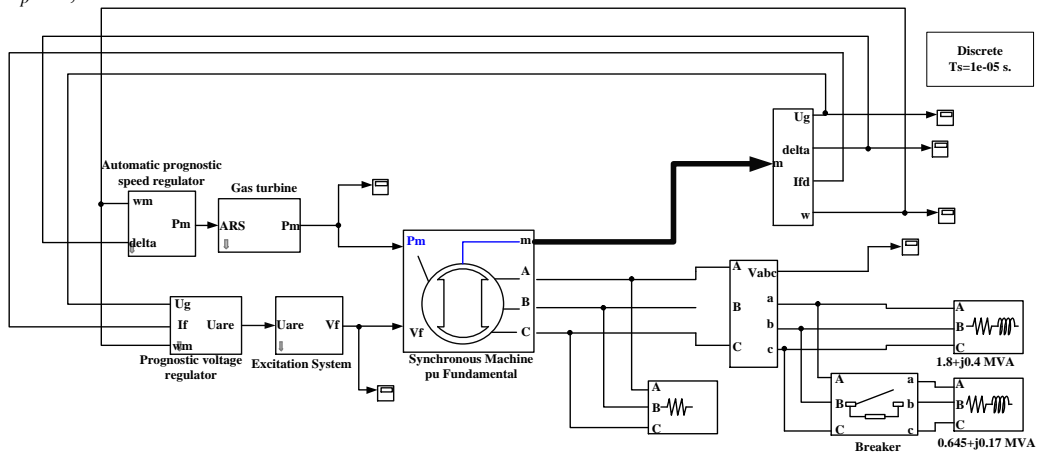 Discrete
Ts=1e-05 s.
Ug
delta
m
Ifd
w
Automatic prognostic
speed regulator
wm
Pm
delta
Gas turbine
ARS
Pm
Pm
m
A
B
C
Vf
Synchronous Machine
pu Fundamental
Ug
If
Uare
wm
Prognostic voltage
regulator
Uare
Vf
Excitation System
A
B
C
A
Vabc
a
B
b
C
c
A
B
C
1.8+j0.4 MVA
A
a
B
b
C
c
Breaker
A
B
C
0.645+j0.17 MVA